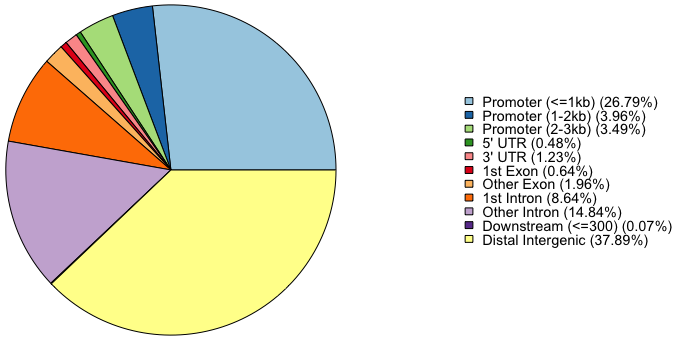 Promoter (<=1kb) (26.79%)
Promoter (1-2kb) (3.96%)
Promoter (2-3kb) (3.49%)
5' UTR (0.48%)
3' UTR (1.23%)
1st Exon (0.64%)
Other Exon (1.96%)
1st Intron (8.64%)
Other Intron (14.84%)
Downstream (<=300) (0.07%)
Distal Intergenic (37.89%)